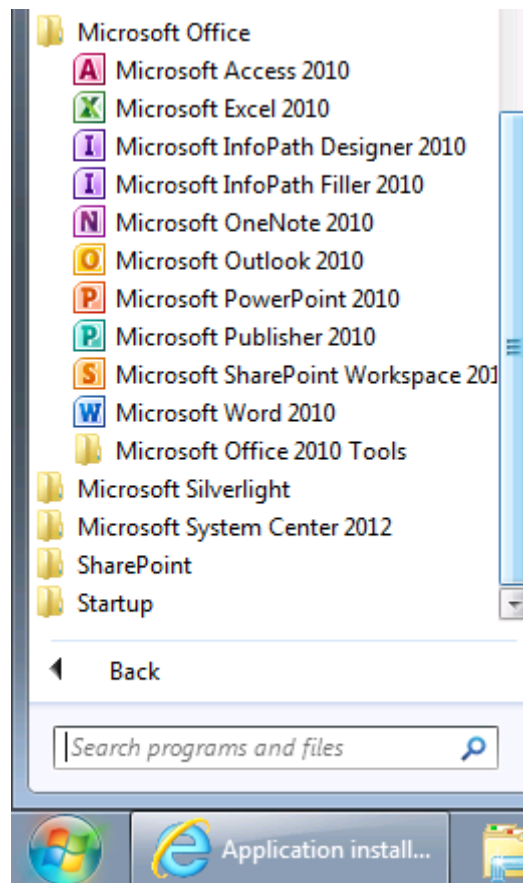 Microsoft Office
Microsoft Access 2010
Microsoft Excel 2010
Microsoft InfoPath Designer 2010
Microsoft InfoPath Filler 2010
Microsoft OneNote 2010
Microsoft Outlook 2010
Microsoft PowerPoint 2010
Microsoft Publisher 2010
Microsoft SharePoint Workspace 201
Microsoft Word 2010
Microsoft Office 2010 Tools
Microsoft Silverlight
Microsoft System Center 2012
SharePoint
Startup
Back
Search programs and files
Application install...